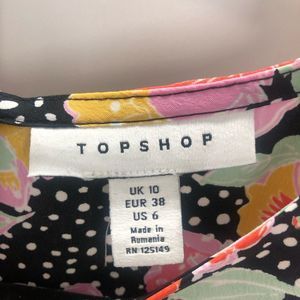 TOPSHOP
UK 10
EUR 38
US 6
Made in
Romania
RN 125149